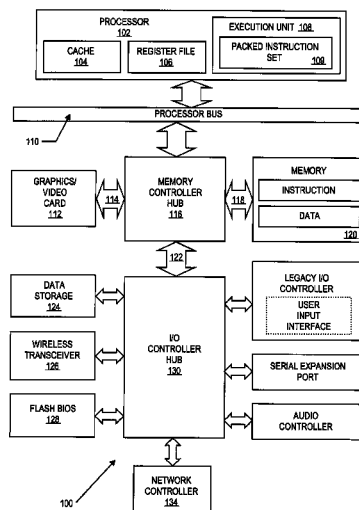 PROCESSOR
102
CACHE
104
REGISTER FILE
106
EXECUTION UNIT 108
PACKED INSTRUCTION
SET
109
PROCESSOR BUS
110
GRAPHICS/
VIDEO
CARD
112
114
MEMORY
CONTROLLER
HUB
116
118
MEMORY
INSTRUCTION
DATA
120
122
DATA
STORAGE
124
WIRELESS
TRANSCEIVER
126
FLASH BIOS
128
I/O
CONTROLLER
HUB
130
LEGACY I/O
CONTROLLER
USER
INPUT
INTERFACE
SERIAL EXPANSION
PORT
AUDIO
CONTROLLER
100
NETWORK
CONTROLLER
134